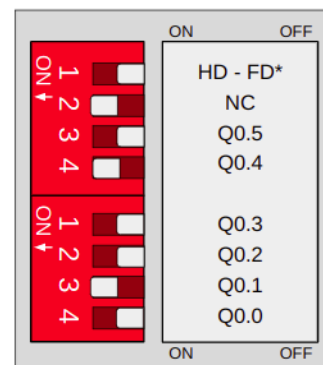 ON OFF
ON
1 HD - FD*
2 NC
3 Q0.5
4 Q0.4
ON
1 Q0.3
2 Q0.2
3 Q0.1
4 Q0.0
ON OFF